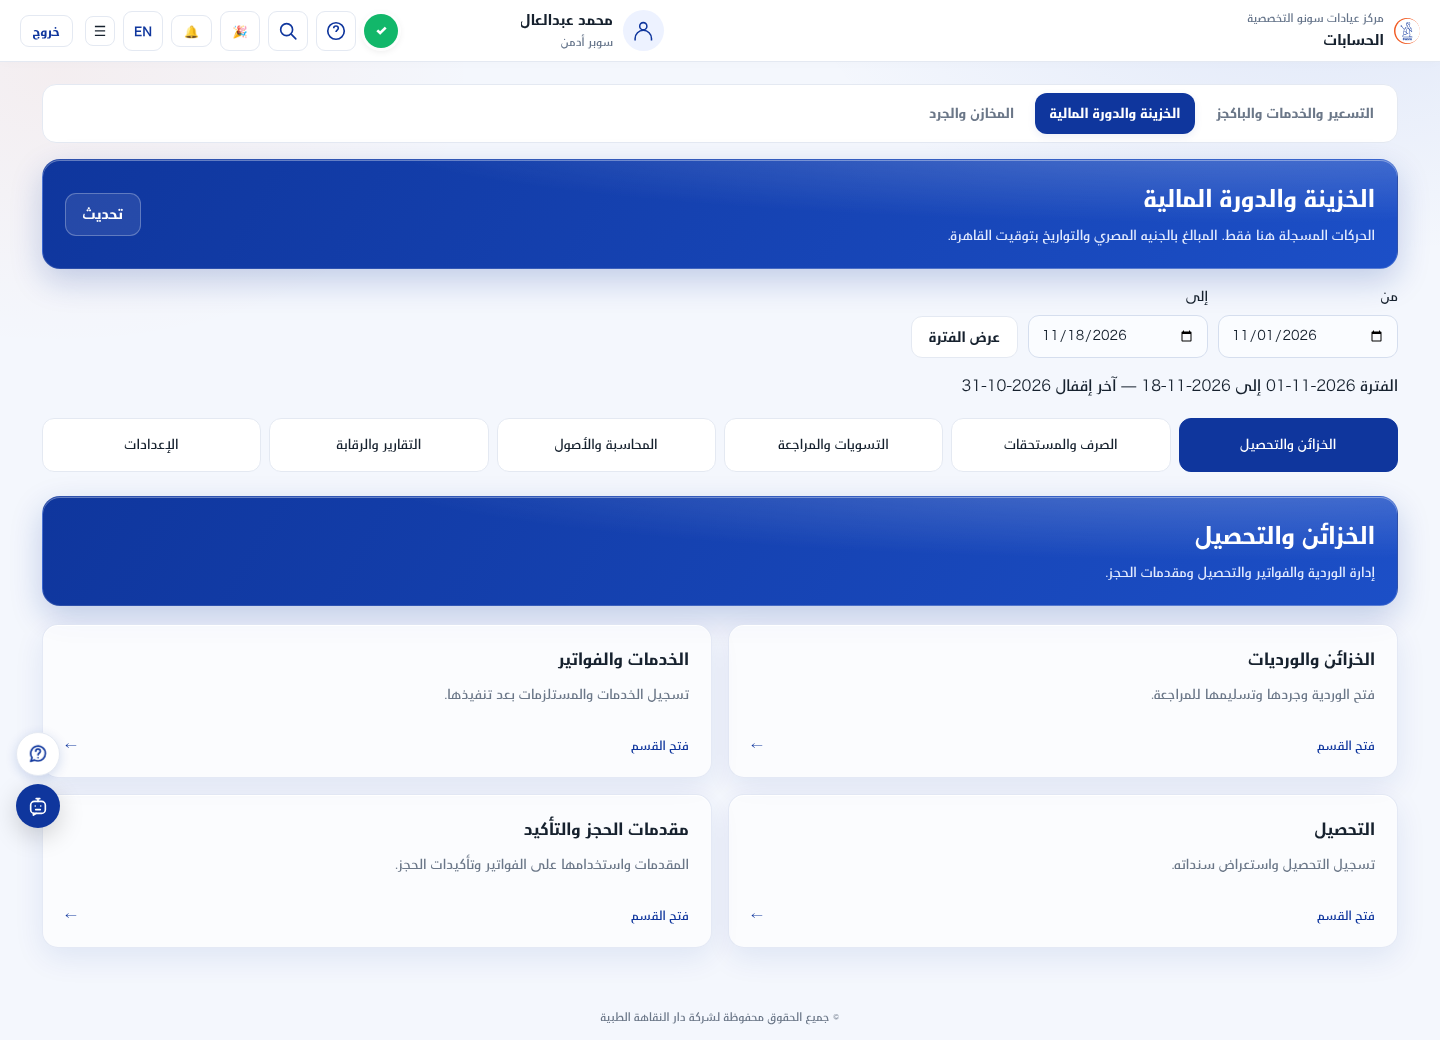 مركز عيادات سونو التخصصية
الحسابات
محمد عبدالعال
سوبر أدمن
EN
خروج
التسعير والخدمات والباكجز
الخزينة والدورة المالية
المخازن والجرد
الخزينة والدورة المالية
الحركات المسجلة هنا فقط. المبالغ بالجنيه المصري والتواريخ بتوقيت القاهرة.
تحديث
من
إلى
11/01/2026
11/18/2026
عرض الفترة
الفترة 2026-11-01 إلى 2026-11-18 — آخر إقفال 2026-10-31
الخزائن والتحصيل
الصرف والمستحقات
التسويات والمراجعة
المحاسبة والأصول
التقارير والرقابة
الإعدادات
الخزائن والتحصيل
إدارة الوردية والفواتير والتحصيل ومقدمات الحجز.
الخزائن والورديات
فتح الوردية وجردها وتسليمها للمراجعة.
فتح القسم ←
الخدمات والفواتير
تسجيل الخدمات والمستلزمات بعد تنفيذها.
فتح القسم ←
التحصيل
تسجيل التحصيل واستعراض سنداته.
فتح القسم ←
مقدمات الحجز والتأكيد
المقدمات واستخدامها على الفواتير وتأكيدات الحجز.
فتح القسم ←
© جميع الحقوق محفوظة لشركة دار النقاهة الطبية